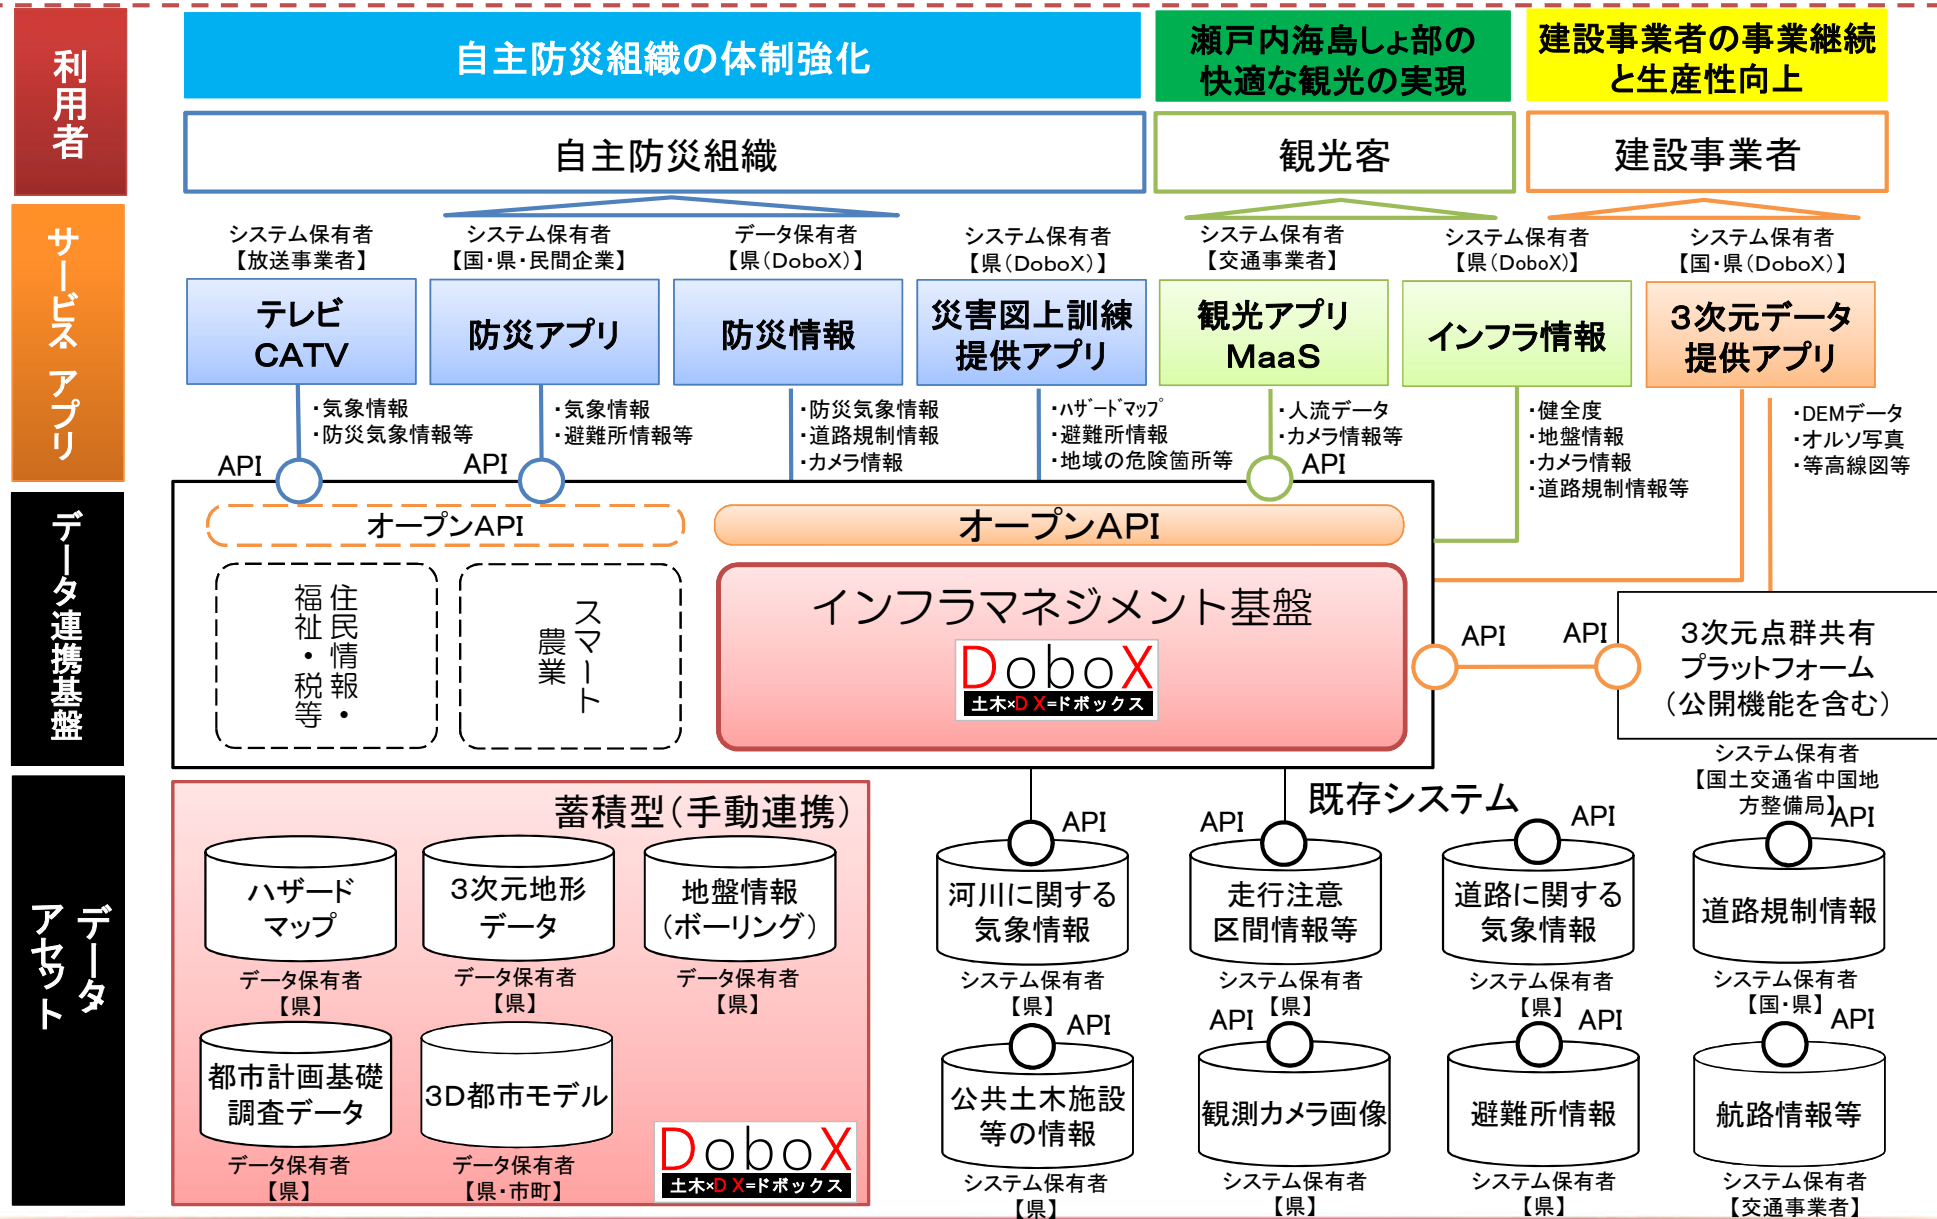 利用者
自主防災組織の体制強化
瀬戸内海島しょ部の
快適な観光の実現
建設事業者の事業継続
と生産性向上
自主防災組織
観光客
建設事業者
サービス・アプリ
システム保有者
【放送事業者】
システム保有者
【国・県・民間企業】
データ保有者
【県（DoboX）】
システム保有者
【県（DoboX）】
システム保有者
【交通事業者】
システム保有者
【県（DoboX）】
システム保有者
【国・県（DoboX）】
テレビ
CATV
防災アプリ
防災情報
災害図上訓練
提供アプリ
観光アプリ
MaaS
インフラ情報
3次元データ
提供アプリ
・気象情報
・防災気象情報等
・気象情報
・避難所情報等
・防災気象情報
・道路規制情報
・カメラ情報
・ﾊｻﾞｰﾄﾞﾏｯﾌﾟ
・避難所情報
・地域の危険箇所等
・人流データ
・カメラ情報等
・健全度
・地盤情報
・カメラ情報
・道路規制情報等
・DEMデータ
・オルソ写真
・等高線図等
API
API
API
データ連携基盤
オープンAPI
オープンAPI
住民情報・
福祉・税等
スマート
農業
インフラマネジメント基盤
DoboX
土木×DX=ドボックス
API
API
3次元点群共有
プラットフォーム
（公開機能を含む）
システム保有者
【国土交通省中国地
方整備局】
データ
アセット
蓄積型（手動連携）
ハザード
マップ
データ保有者
【県】
3次元地形
データ
データ保有者
【県】
地盤情報
（ボーリング）
データ保有者
【県】
都市計画基礎
調査データ
データ保有者
【県】
3D都市モデル
データ保有者
【県・市町】
DoboX
土木×DX=ドボックス
既存システム
API
河川に関する
気象情報
システム保有者
【県】
API
走行注意
区間情報等
システム保有者
【県】
API
道路に関する
気象情報
システム保有者
【県】
API
道路規制情報
システム保有者
【国・県】
API
公共土木施設
等の情報
システム保有者
【県】
API
観測カメラ画像
システム保有者
【県】
API
避難所情報
システム保有者
【県】
API
航路情報等
システム保有者
【交通事業者】